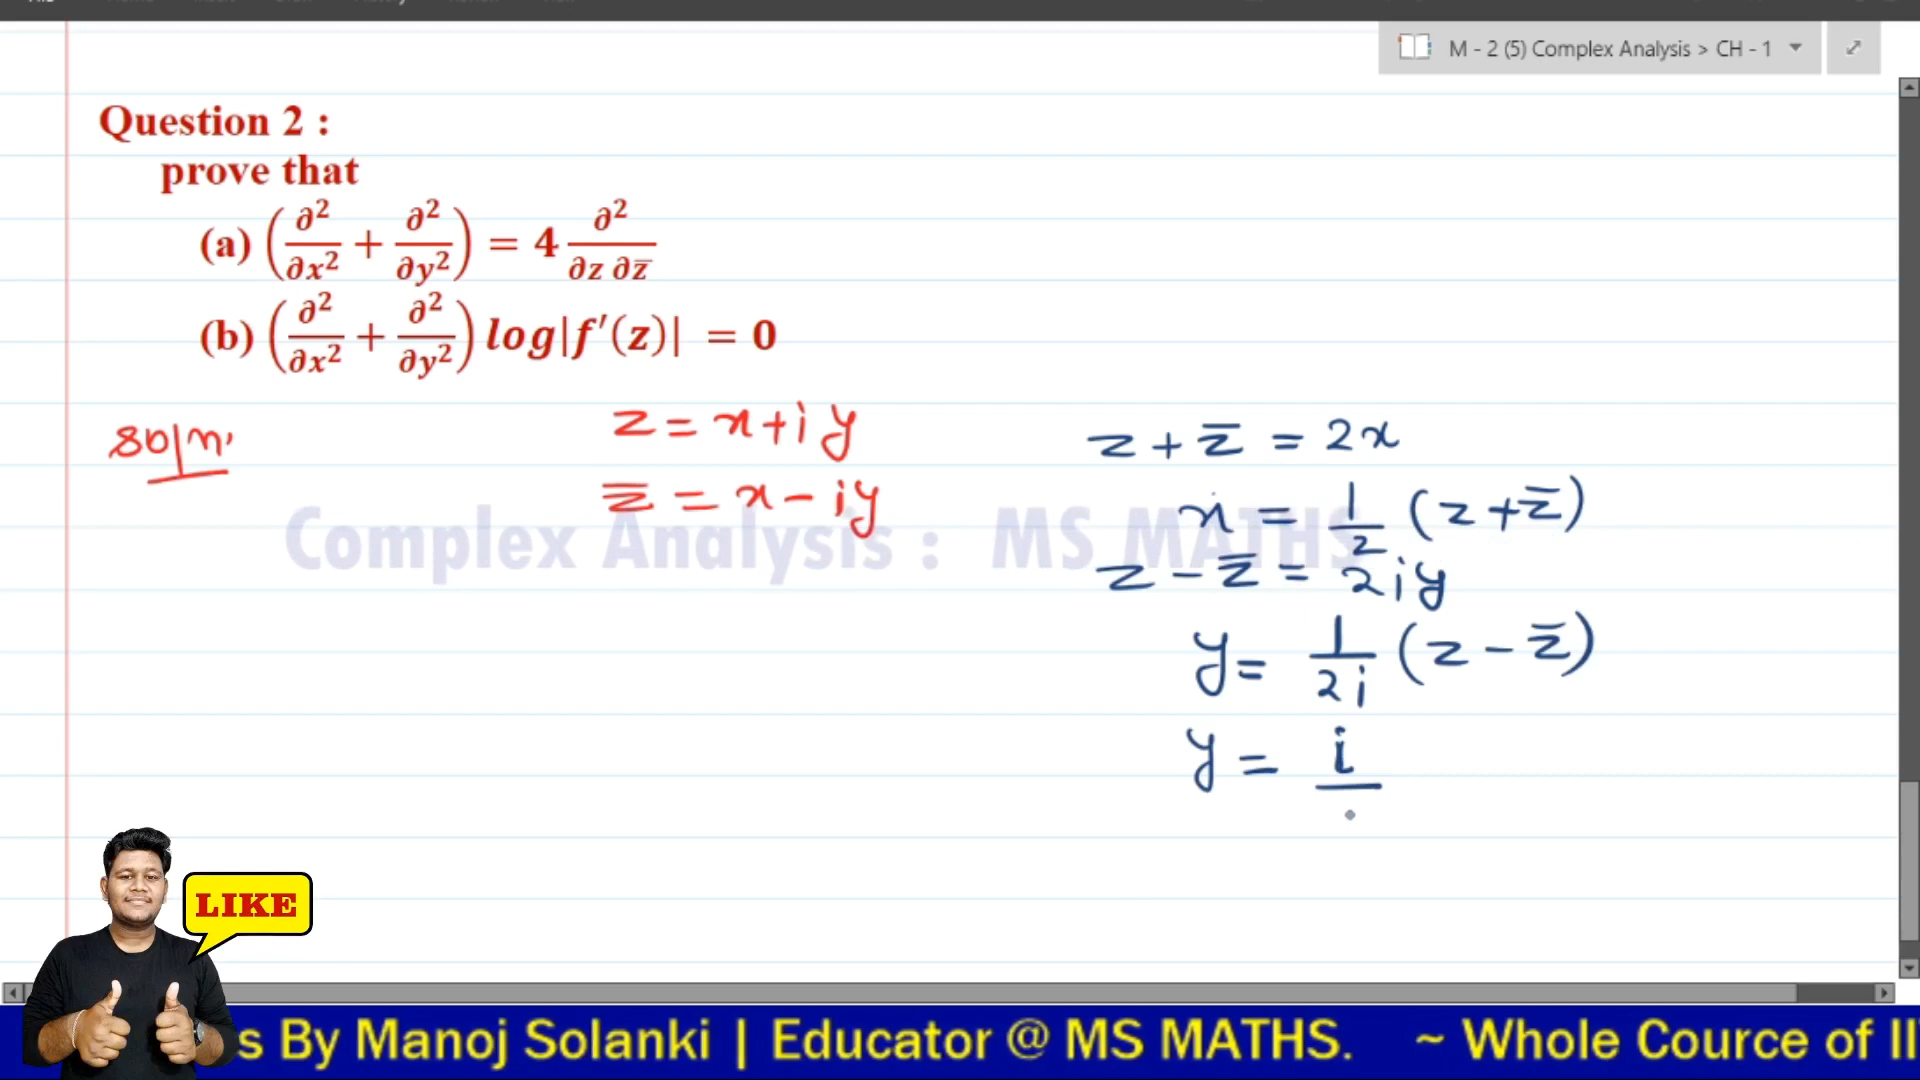 M - 2 (5) Complex Analysis > CH - 1
Question 2 :
prove that
(a) (∂²/∂x² + ∂²/∂y²) = 4 ∂²/∂z ∂z̅
(b) (∂²/∂x² + ∂²/∂y²) log|f′(z)| = 0
Soln.
z = x + i y
z̅ = x - iy
z + z̅ = 2x
x = 1/2 (z + z̅)
z - z̅ = 2iy
y = 1/2i (z - z̅)
y = i
Complex Analysis : MS MATHS
LIKE
s By Manoj Solanki | Educator @ MS MATHS. ~ Whole Cource of II